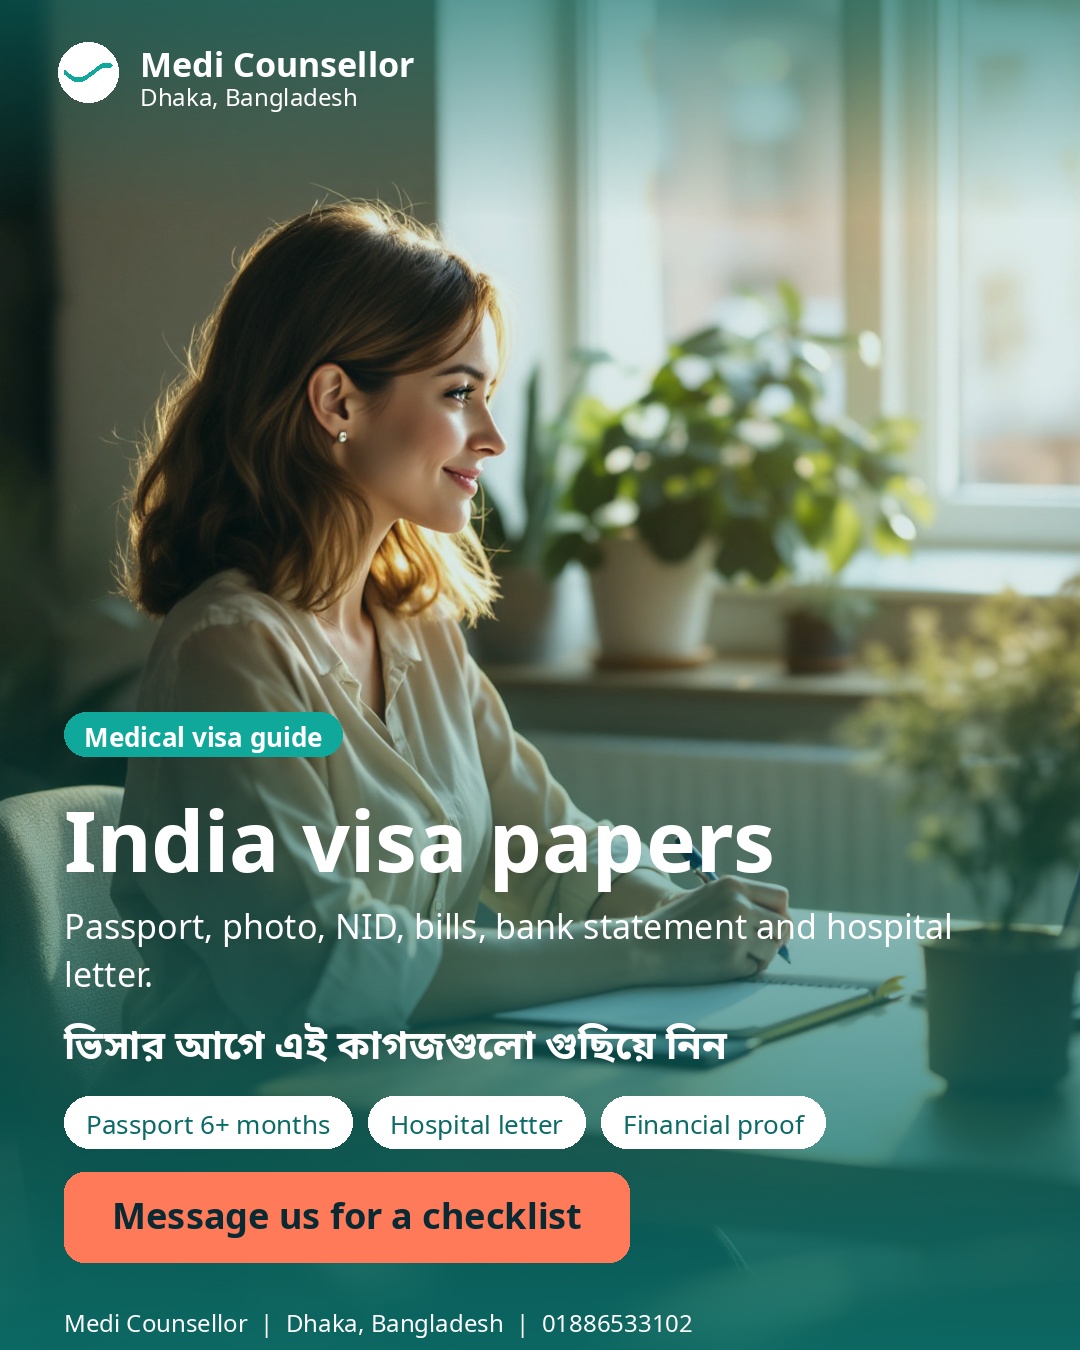 Medi Counsellor
Dhaka, Bangladesh
Medical visa guide
India visa papers
Passport, photo, NID, bills, bank statement and hospital
letter.
ভিসার আগে এই কাগজগুলো গুছিয়ে নিন
Passport 6+ months
Hospital letter
Financial proof
Message us for a checklist
Medi Counsellor | Dhaka, Bangladesh | 01886533102